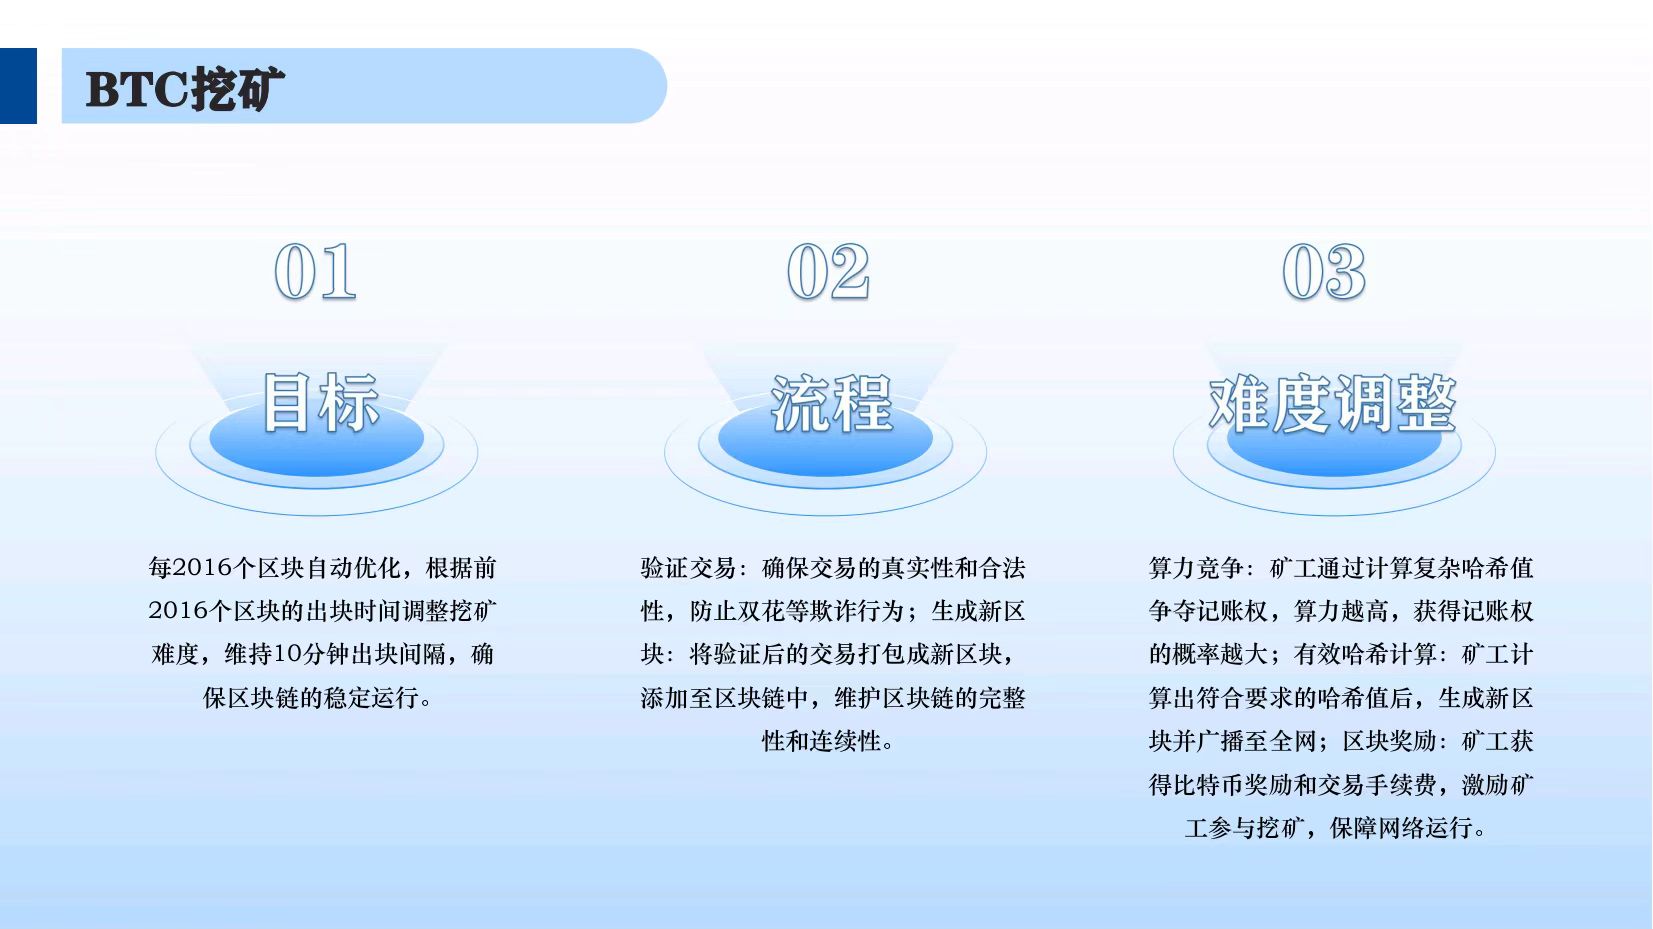 BTC挖矿
01
目标
每2016个区块自动优化，根据前
2016个区块的出块时间调整挖矿
难度，维持10分钟出块间隔，确
保区块链的稳定运行。
02
流程
验证交易：确保交易的真实性和合法
性，防止双花等欺诈行为；生成新区
块：将验证后的交易打包成新区块，
添加至区块链中，维护区块链的完整
性和连续性。
03
难度调整
算力竞争：矿工通过计算复杂哈希值
争夺记账权，算力越高，获得记账权
的概率越大；有效哈希计算：矿工计
算出符合要求的哈希值后，生成新区
块并广播至全网；区块奖励：矿工获
得比特币奖励和交易手续费，激励矿
工参与挖矿，保障网络运行。